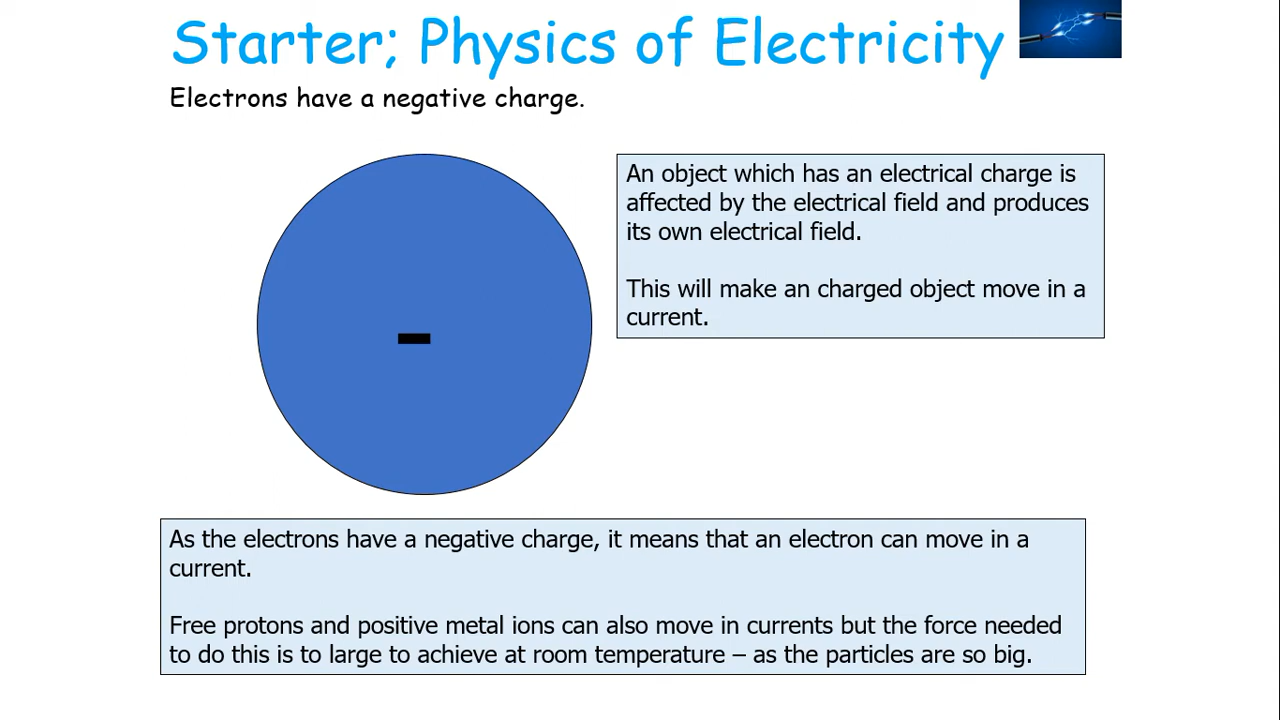 Starter; Physics of Electricity
Electrons have a negative charge.
An object which has an electrical charge is
affected by the electrical field and produces
its own electrical field.
This will make an charged object move in a
current.
-
As the electrons have a negative charge, it means that an electron can move in a
current.
Free protons and positive metal ions can also move in currents but the force needed
to do this is to large to achieve at room temperature – as the particles are so big.